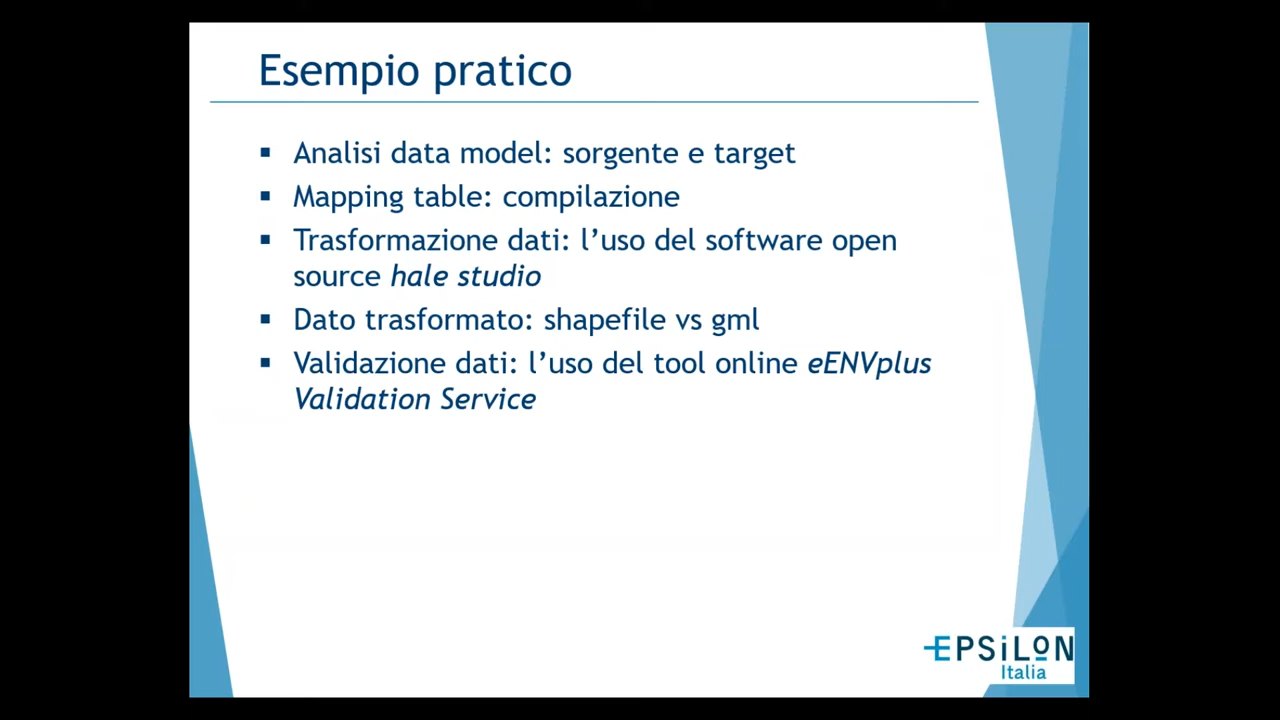 Esempio pratico
▪ Analisi data model: sorgente e target
▪ Mapping table: compilazione
▪ Trasformazione dati: l’uso del software open
source hale studio
▪ Dato trasformato: shapefile vs gml
▪ Validazione dati: l’uso del tool online eENVplus
Validation Service
EPSiLON
Italia